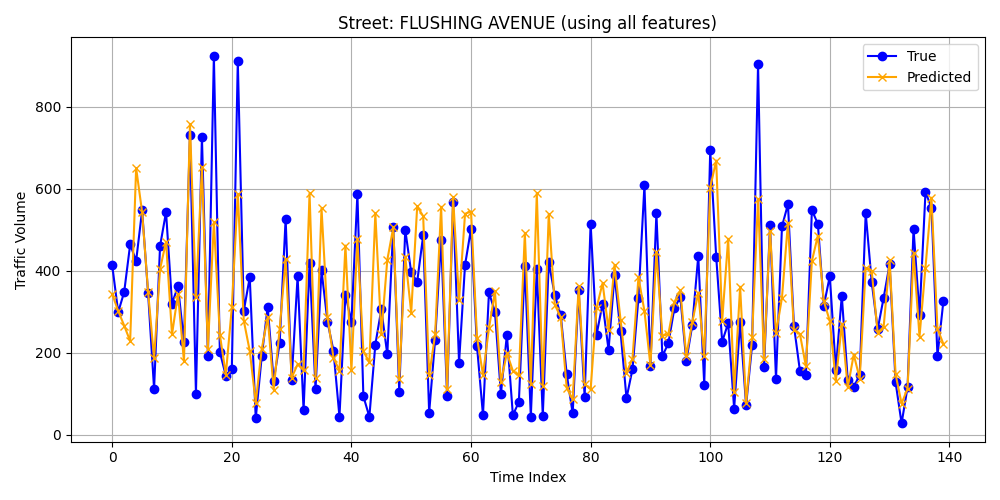 Street: FLUSHING AVENUE (using all features)
True
Predicted
Traffic Volume
800
600
400
200
0
0 20 40 60 80 100 120 140
Time Index